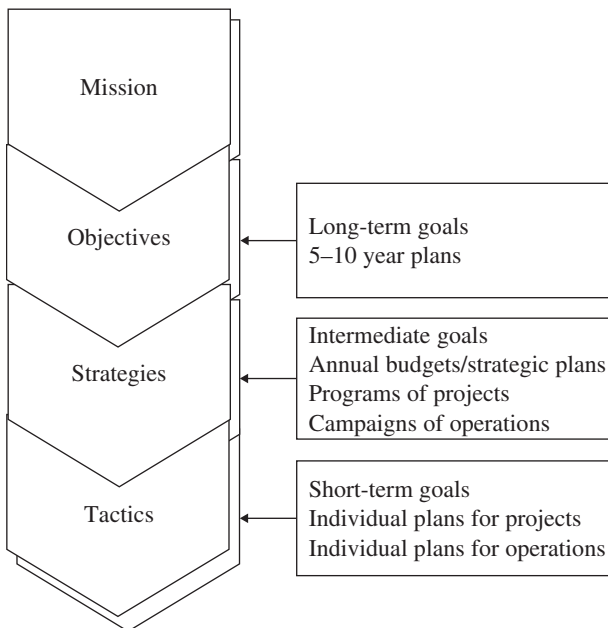 Mission
Objectives
Long-term goals
5–10 year plans
Strategies
Intermediate goals
Annual budgets/strategic plans
Programs of projects
Campaigns of operations
Tactics
Short-term goals
Individual plans for projects
Individual plans for operations